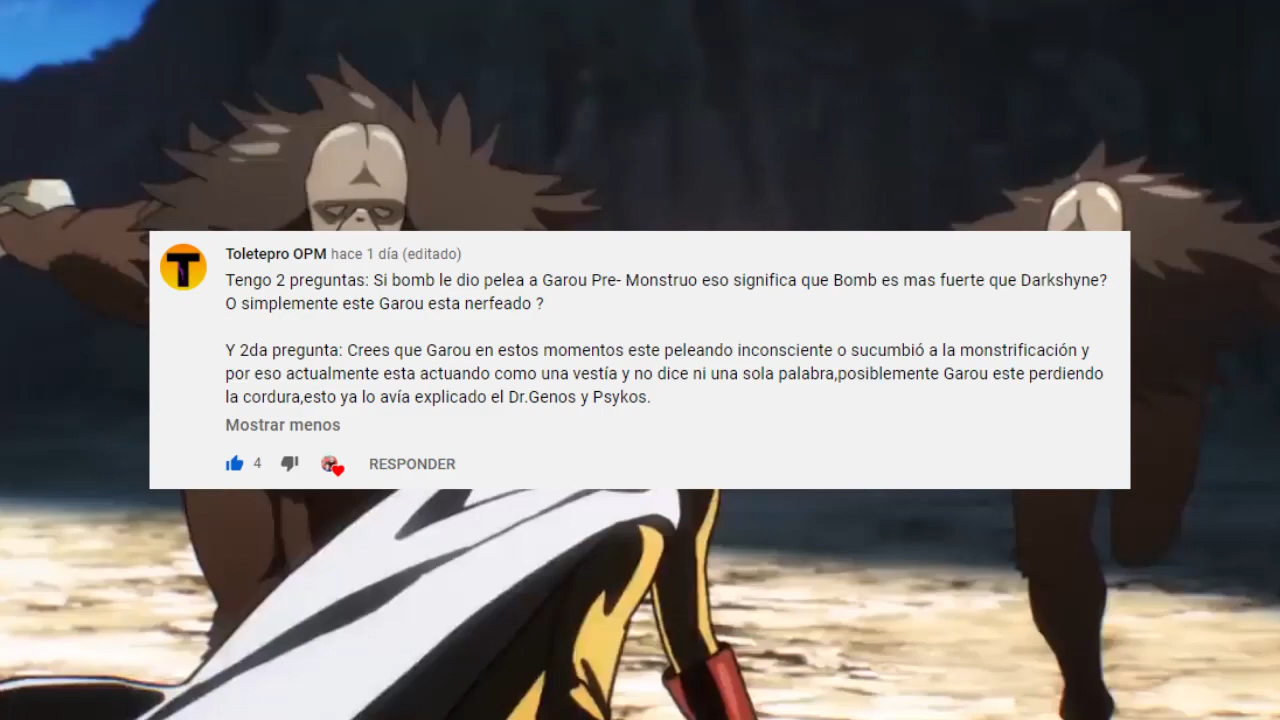 T
Toletepro OPM hace 1 día (editado)
Tengo 2 preguntas: Si bomb le dio pelea a Garou Pre- Monstruo eso significa que Bomb es mas fuerte que Darkshyne?
O simplemente este Garou esta nerfeado ?
Y 2da pregunta: Crees que Garou en estos momentos este peleando inconsciente o sucumbió a la monstrificación y
por eso actualmente esta actuando como una vestía y no dice ni una sola palabra,posiblemente Garou este perdiendo
la cordura,esto ya lo avía explicado el Dr.Genos y Psykos.
Mostrar menos
4 RESPONDER